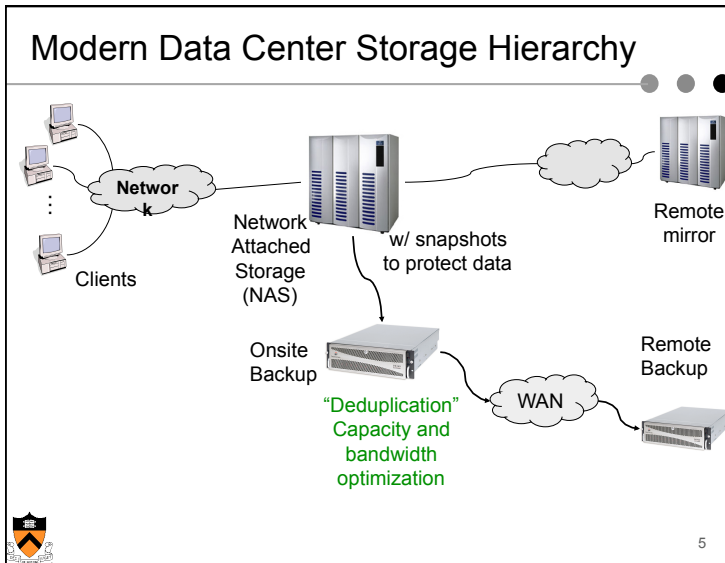 Modern Data Center Storage Hierarchy
Networ
k
⋮
Clients
Network
Attached
Storage
(NAS)
w/ snapshots
to protect data
Remote
mirror
Onsite
Backup
"Deduplication"
Capacity and
bandwidth
optimization
WAN
Remote
Backup
5